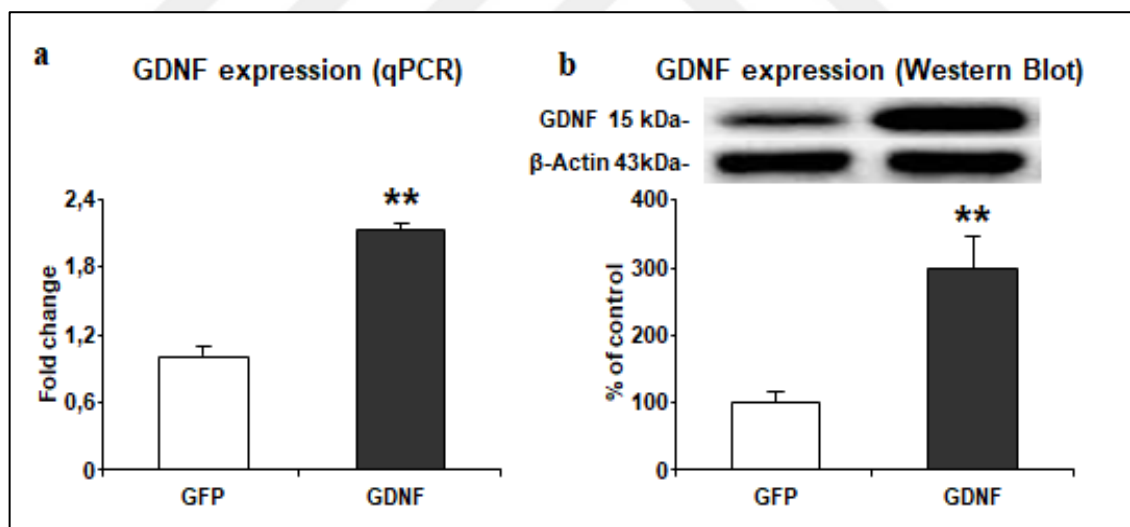 a
GDNF expression (qPCR)
Fold change
2,4
1,8
1,2
0,6
0
**
GFP
GDNF
b
GDNF expression (Western Blot)
GDNF 15 kDa-
β-Actin 43kDa-
% of control
400
300
200
100
0
**
GFP
GDNF